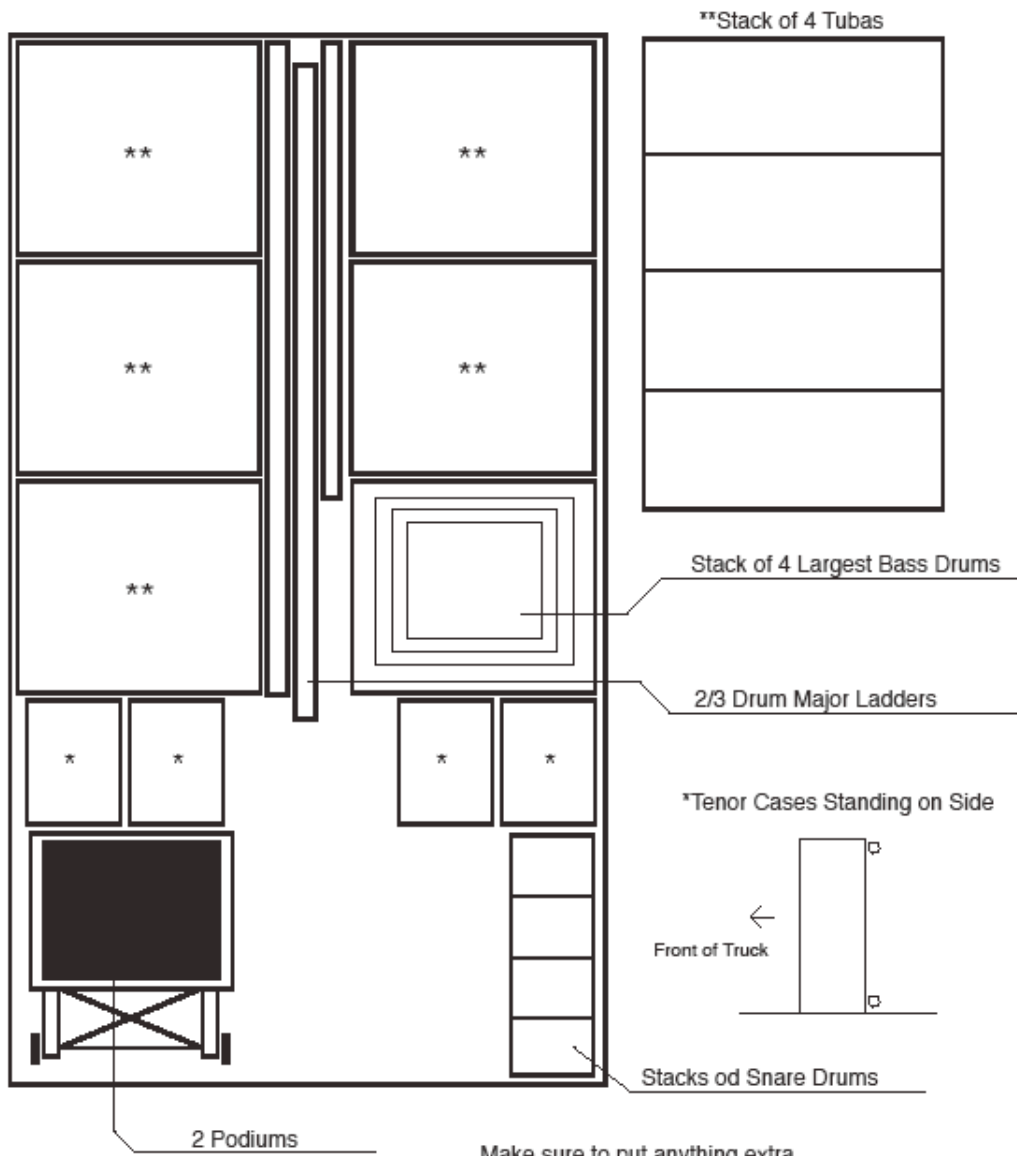 **Stack of 4 Tubas
**
**
**
**
**
Stack of 4 Largest Bass Drums
2/3 Drum Major Ladders
*
*
*
*
*Tenor Cases Standing on Side
Front of Truck
Stacks od Snare Drums
2 Podiums
Make sure to put anything extra